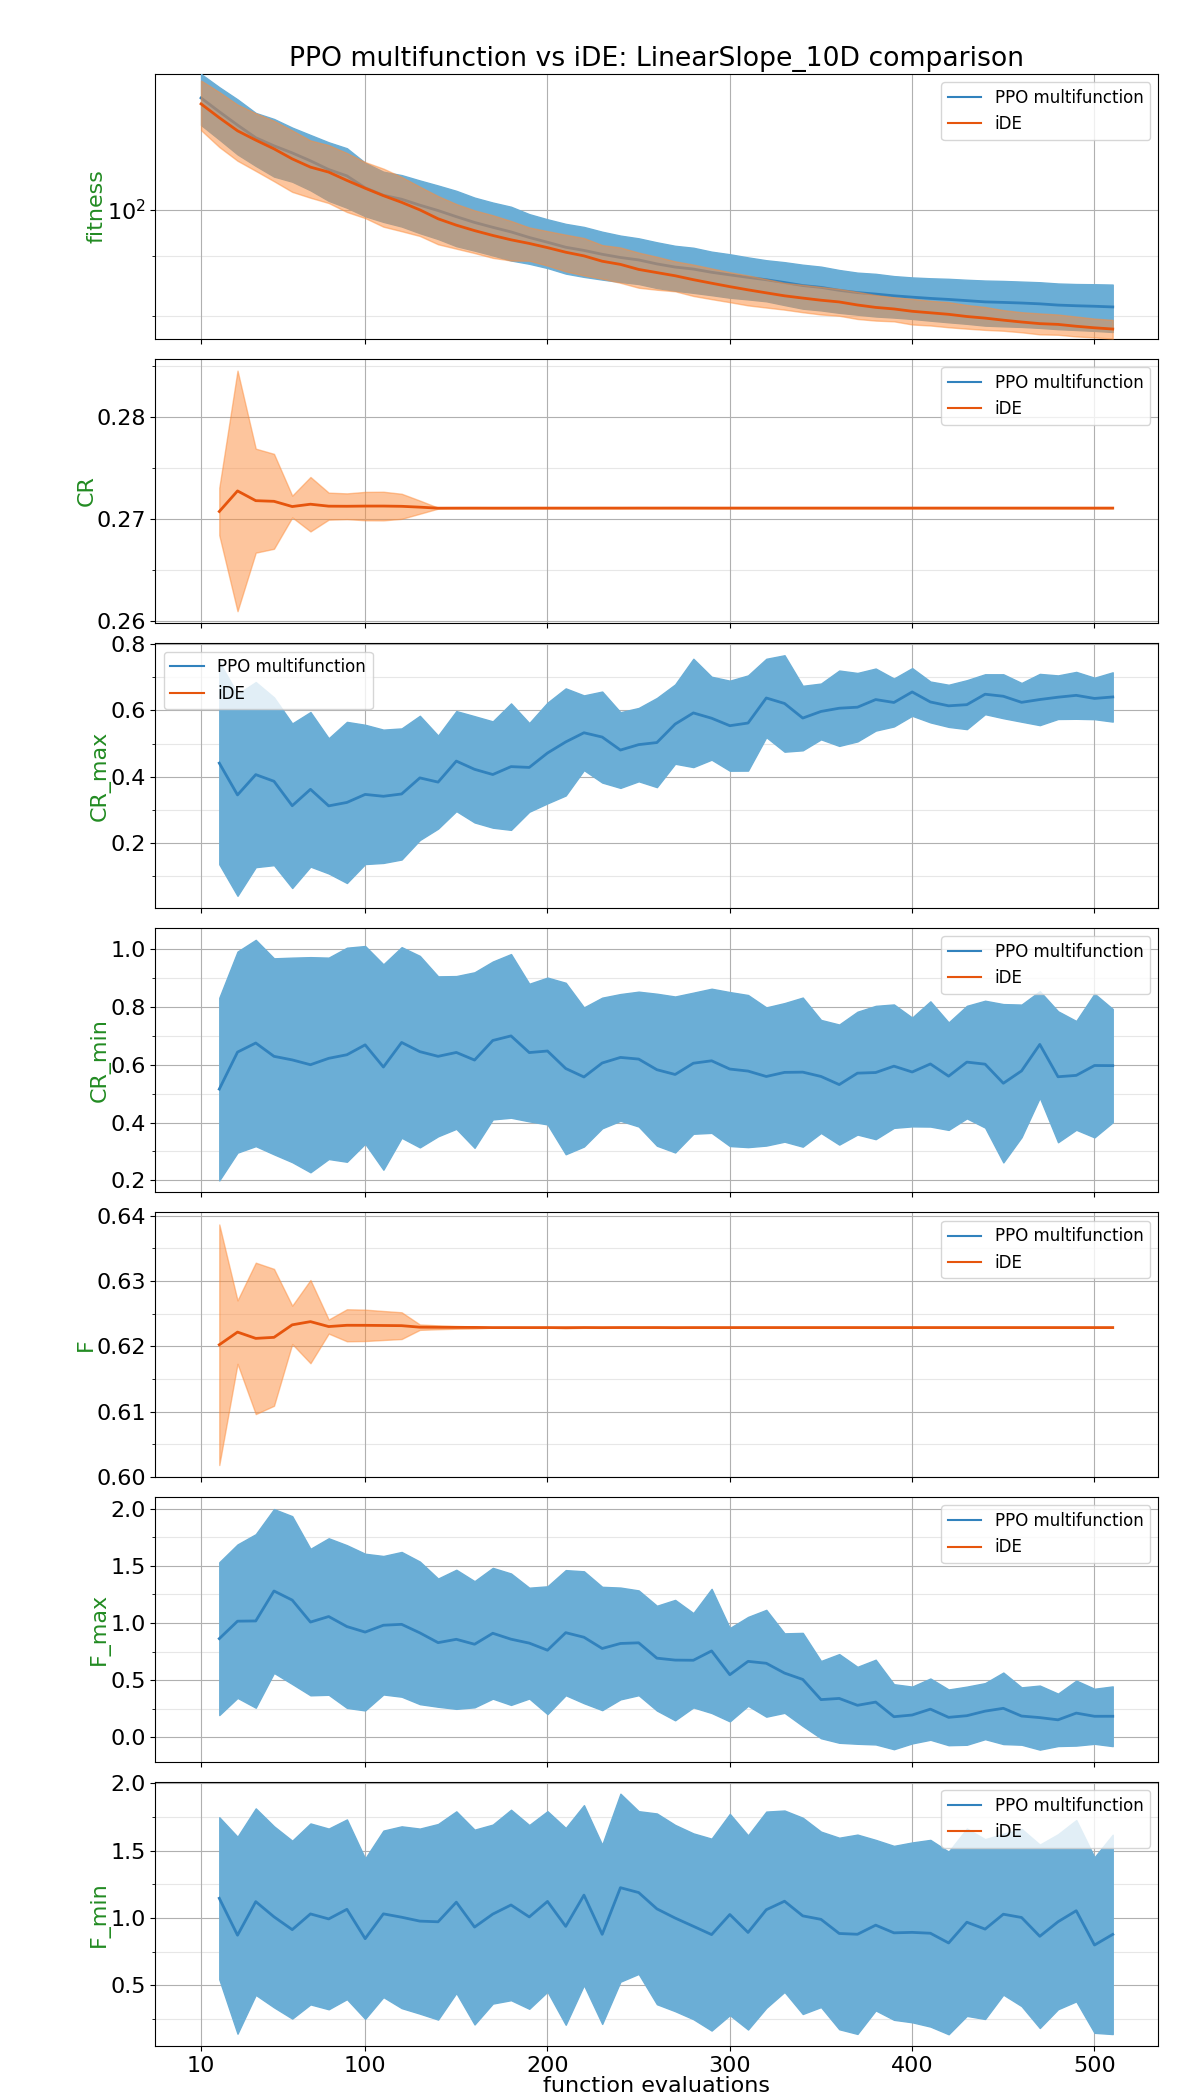 PPO multifunction vs iDE: LinearSlope_10D comparison
fitness
10²
PPO multifunction
iDE
CR
0.28
0.27
0.26
PPO multifunction
iDE
CR_max
0.8
0.6
0.4
0.2
PPO multifunction
iDE
CR_min
1.0
0.8
0.6
0.4
0.2
PPO multifunction
iDE
F
0.64
0.63
0.62
0.61
0.60
PPO multifunction
iDE
F_max
2.0
1.5
1.0
0.5
0.0
PPO multifunction
iDE
F_min
2.0
1.5
1.0
0.5
PPO multifunction
iDE
10 100 200 300 400 500
function evaluations